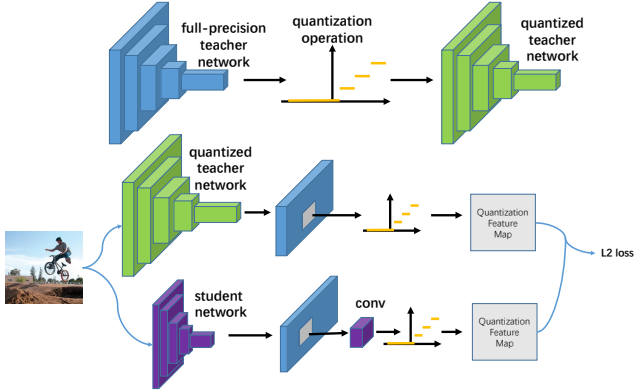 full-precision
teacher
network
quantization
operation
quantized
teacher
network
quantized
teacher
network
Quantization
Feature
Map
L2 loss
student
network
conv
Quantization
Feature
Map